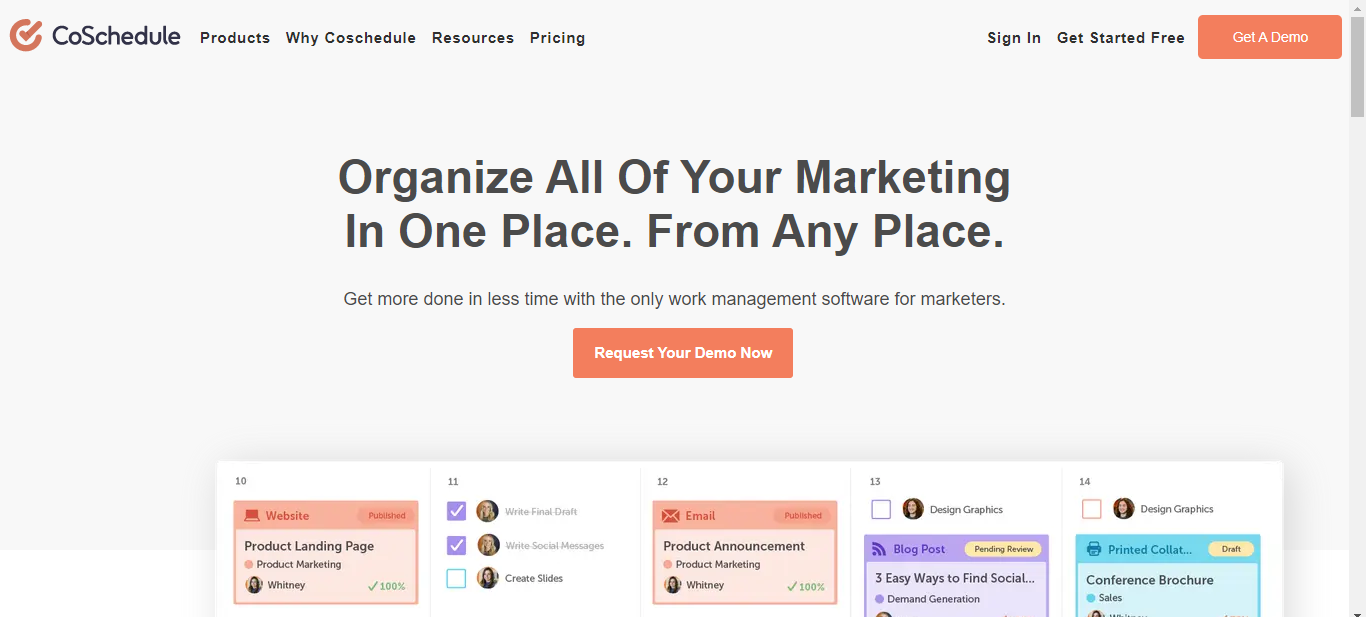 CoSchedule
Products Why Coschedule Resources Pricing
Sign In Get Started Free Get A Demo
Organize All Of Your Marketing
In One Place. From Any Place.
Get more done in less time with the only work management software for marketers.
Request Your Demo Now
10
Website Published
Product Landing Page
Product Marketing
Whitney 100%
11
Write Final Draft
Write Social Messages
Create Slides
12
Email Published
Product Announcement
Product Marketing
Whitney 100%
13
Design Graphics
Blog Post Pending Review
3 Easy Ways to Find Social...
Demand Generation
14
Design Graphics
Printed Collat... Draft
Conference Brochure
Sales